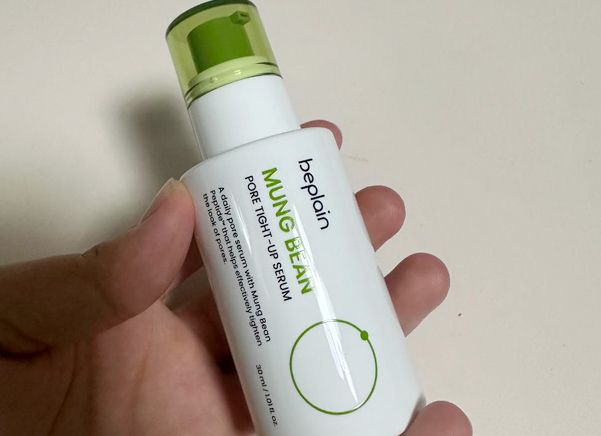 beplain
MUNG BEAN
PORE TIGHT-UP SERUM
A daily pore serum with Mung Bean
Peptide™ that helps effectively tighten
the look of pores.
30 ml / 1.01 fl. oz.